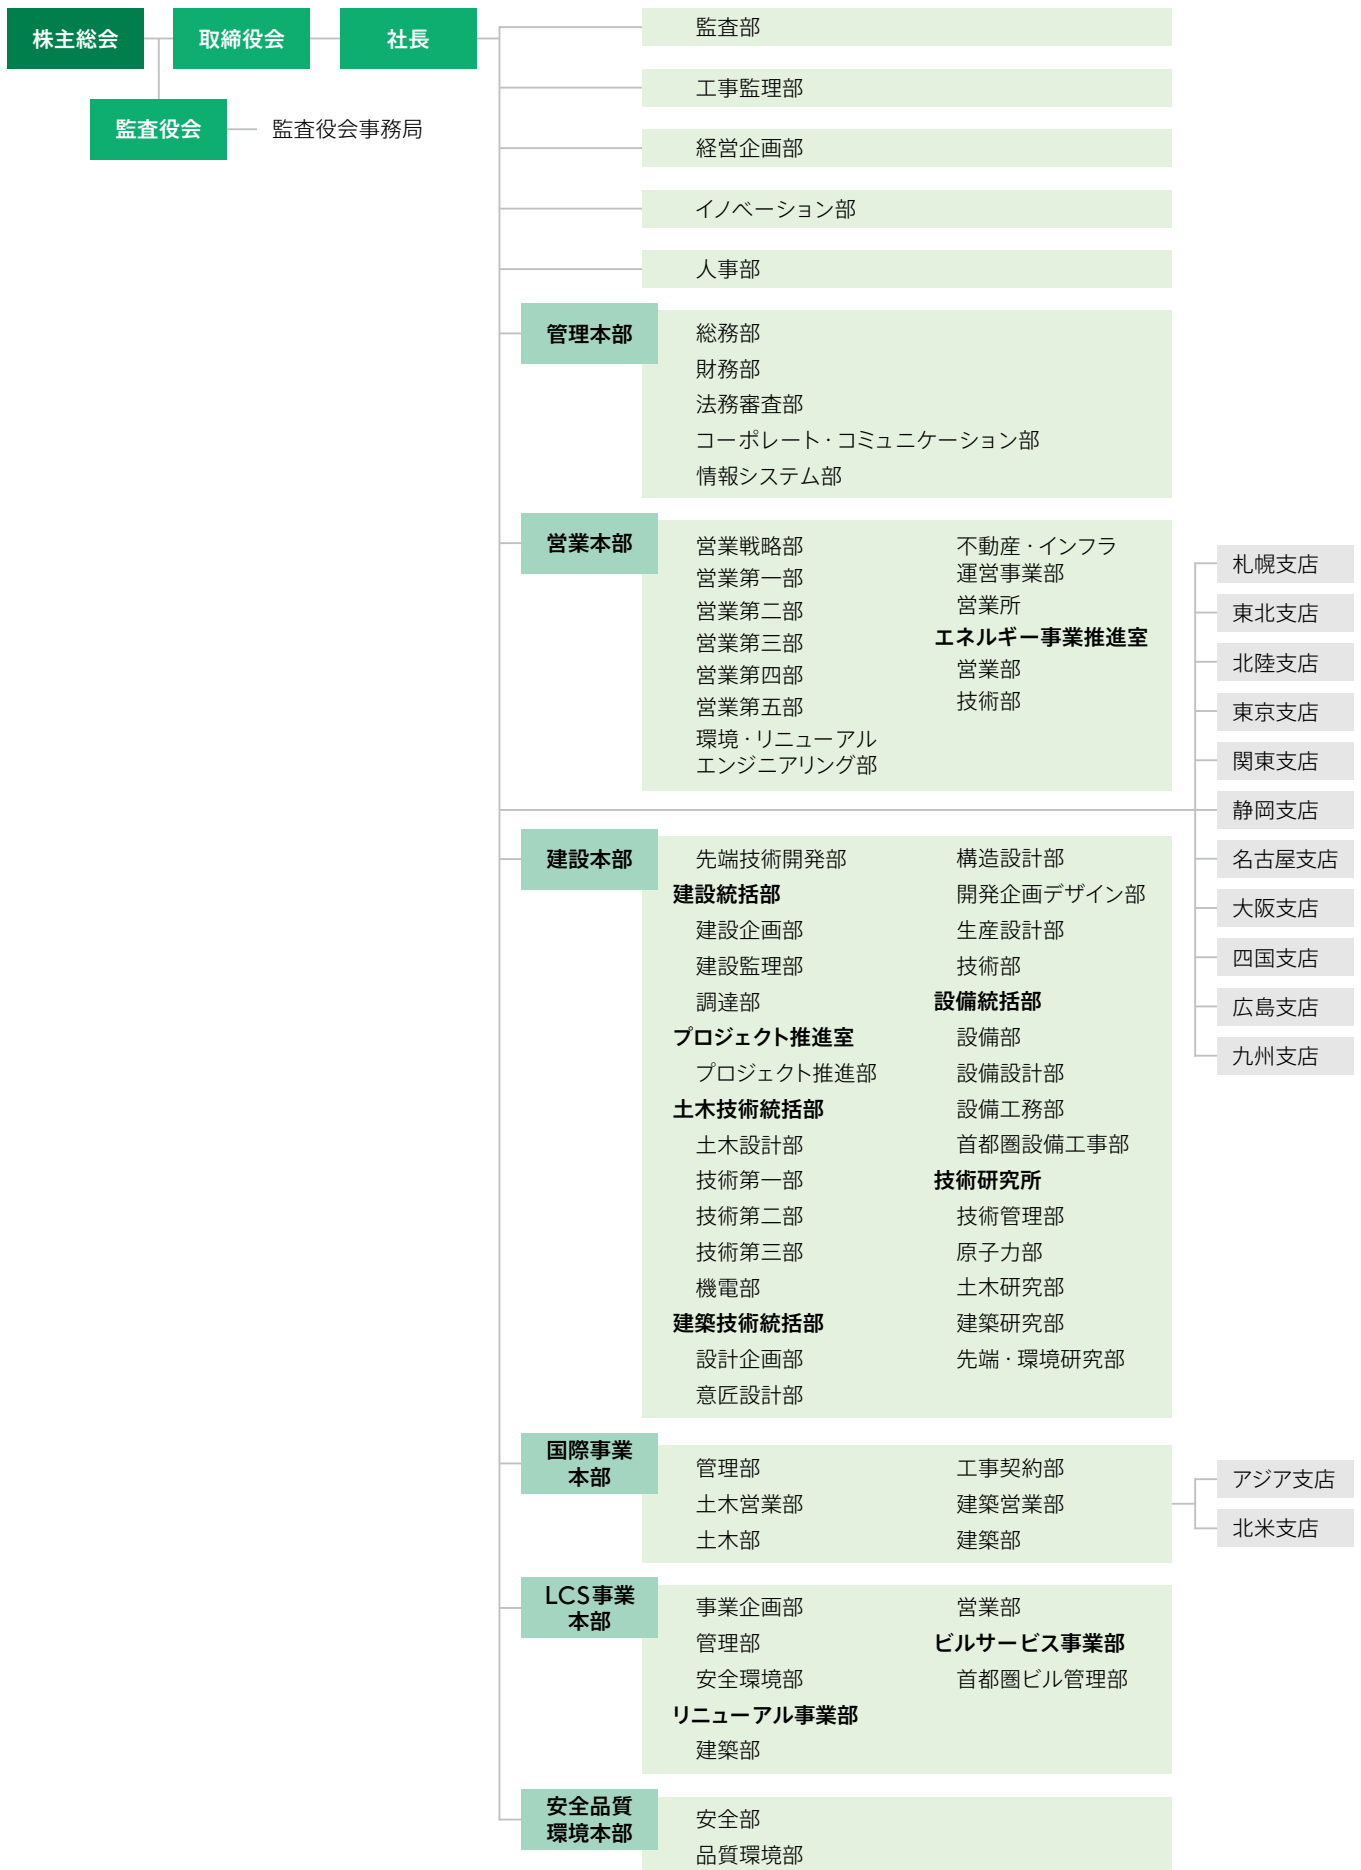 株主総会
取締役会
社長
監査役会
監査役会事務局
監査部
工事監理部
経営企画部
イノベーション部
人事部
管理本部
総務部
財務部
法務審査部
コーポレート・コミュニケーション部
情報システム部
営業本部
営業戦略部
営業第一部
営業第二部
営業第三部
営業第四部
営業第五部
環境・リニューアル
エンジニアリング部
不動産・インフラ
運営事業部
営業所
エネルギー事業推進室
営業部
技術部
札幌支店
東北支店
北陸支店
東京支店
関東支店
静岡支店
名古屋支店
大阪支店
四国支店
広島支店
九州支店
建設本部
先端技術開発部
建設統括部
建設企画部
建設監理部
調達部
プロジェクト推進室
プロジェクト推進部
土木技術統括部
土木設計部
技術第一部
技術第二部
技術第三部
機電部
建築技術統括部
設計企画部
意匠設計部
構造設計部
開発企画デザイン部
生産設計部
技術部
設備統括部
設備部
設備設計部
設備工務部
首都圏設備工事部
技術研究所
技術管理部
原子力部
土木研究部
建築研究部
先端・環境研究部
国際事業
本部
管理部
土木営業部
土木部
工事契約部
建築営業部
建築部
アジア支店
北米支店
LCS事業
本部
事業企画部
管理部
安全環境部
リニューアル事業部
建築部
営業部
ビルサービス事業部
首都圏ビル管理部
安全品質
環境本部
安全部
品質環境部